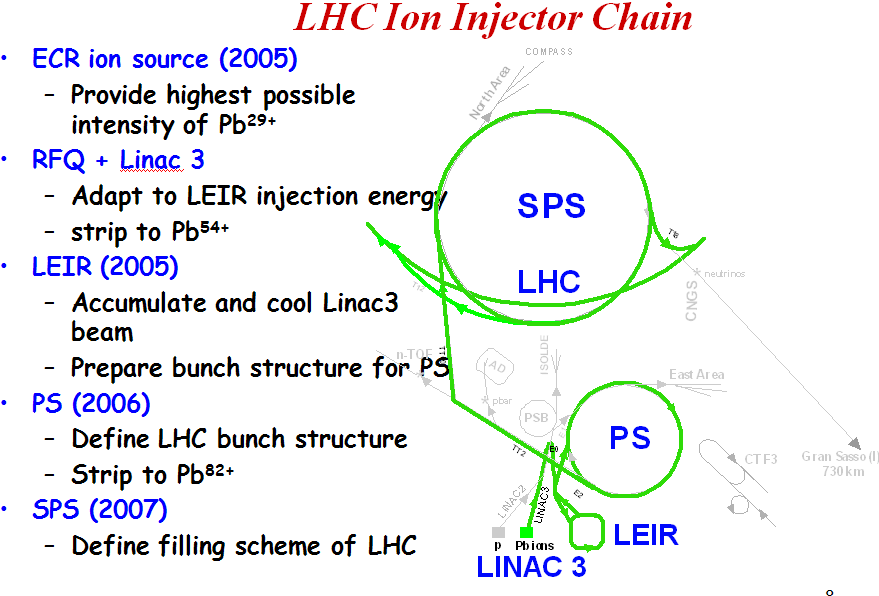 LHC Ion Injector Chain
• ECR ion source (2005)
– Provide highest possible
intensity of Pb²⁹⁺
• RFQ + Linac 3
– Adapt to LEIR injection energy
– strip to Pb⁵⁴⁺
• LEIR (2005)
– Accumulate and cool Linac3
beam
– Prepare bunch structure for PS
• PS (2006)
– Define LHC bunch structure
– Strip to Pb⁸²⁺
• SPS (2007)
– Define filling scheme of LHC
COMPASS
North Area
SPS
LHC
TI8
neutrinos
CNGS
n-TOF
AD
ISOLDE
East Area
pbar
PSB
PS
TT2
E2
CTF3
Gran Sasso (I)
730 km
LINAC2
LINAC3
p
Pb ions
LEIR
LINAC 3
8